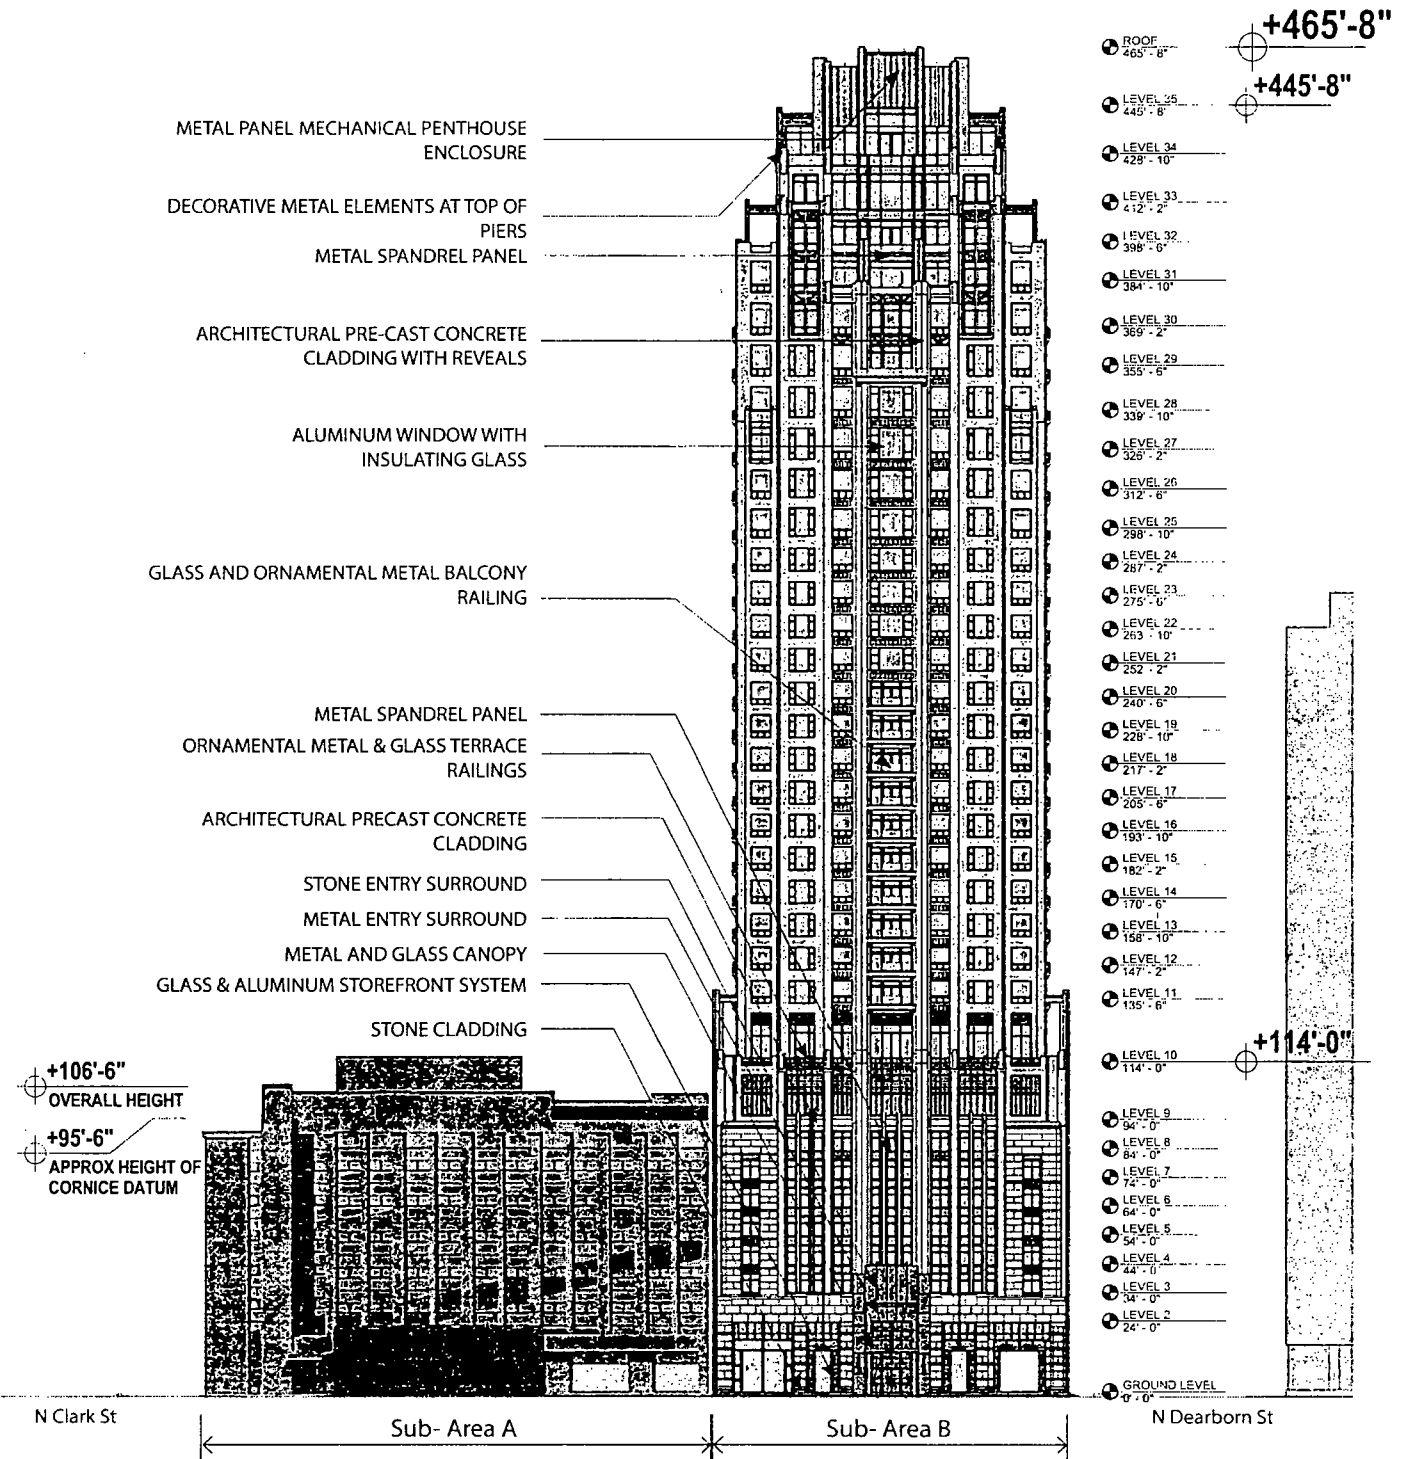 METAL PANEL MECHANICAL PENTHOUSE
ENCLOSURE
DECORATIVE METAL ELEMENTS AT TOP OF
PIERS
METAL SPANDREL PANEL
ARCHITECTURAL PRE-CAST CONCRETE
CLADDING WITH REVEALS
ALUMINUM WINDOW WITH
INSULATING GLASS
GLASS AND ORNAMENTAL METAL BALCONY
RAILING
METAL SPANDREL PANEL
ORNAMENTAL METAL & GLASS TERRACE
RAILINGS
ARCHITECTURAL PRECAST CONCRETE
CLADDING
STONE ENTRY SURROUND
METAL ENTRY SURROUND
METAL AND GLASS CANOPY
GLASS & ALUMINUM STOREFRONT SYSTEM
STONE CLADDING
+106'-6"
OVERALL HEIGHT
+95'-6"
APPROX HEIGHT OF
CORNICE DATUM
ROOF
465' - 8"
+465'-8"
LEVEL 35
445' - 8"
+445'-8"
LEVEL 34
428' - 10"
LEVEL 33
412' - 2"
LEVEL 32
398' - 6"
LEVEL 31
384' - 10"
LEVEL 30
369' - 2"
LEVEL 29
355' - 6"
LEVEL 28
339' - 10"
LEVEL 27
326' - 2"
LEVEL 26
312' - 6"
LEVEL 25
298' - 10"
LEVEL 24
287' - 2"
LEVEL 23
275' - 6"
LEVEL 22
263' - 10"
LEVEL 21
252' - 2"
LEVEL 20
240' - 6"
LEVEL 19
228' - 10"
LEVEL 18
217' - 2"
LEVEL 17
205' - 6"
LEVEL 16
193' - 10"
LEVEL 15
182' - 2"
LEVEL 14
170' - 6"
LEVEL 13
158' - 10"
LEVEL 12
147' - 2"
LEVEL 11
135' - 6"
LEVEL 10
114' - 0"
+114'-0"
LEVEL 9
94' - 0"
LEVEL 8
84' - 0"
LEVEL 7
74' - 0"
LEVEL 6
64' - 0"
LEVEL 5
54' - 0"
LEVEL 4
44' - 0"
LEVEL 3
34' - 0"
LEVEL 2
24' - 0"
GROUND LEVEL
0' - 0"
N Clark St
Sub- Area A
Sub- Area B
N Dearborn St